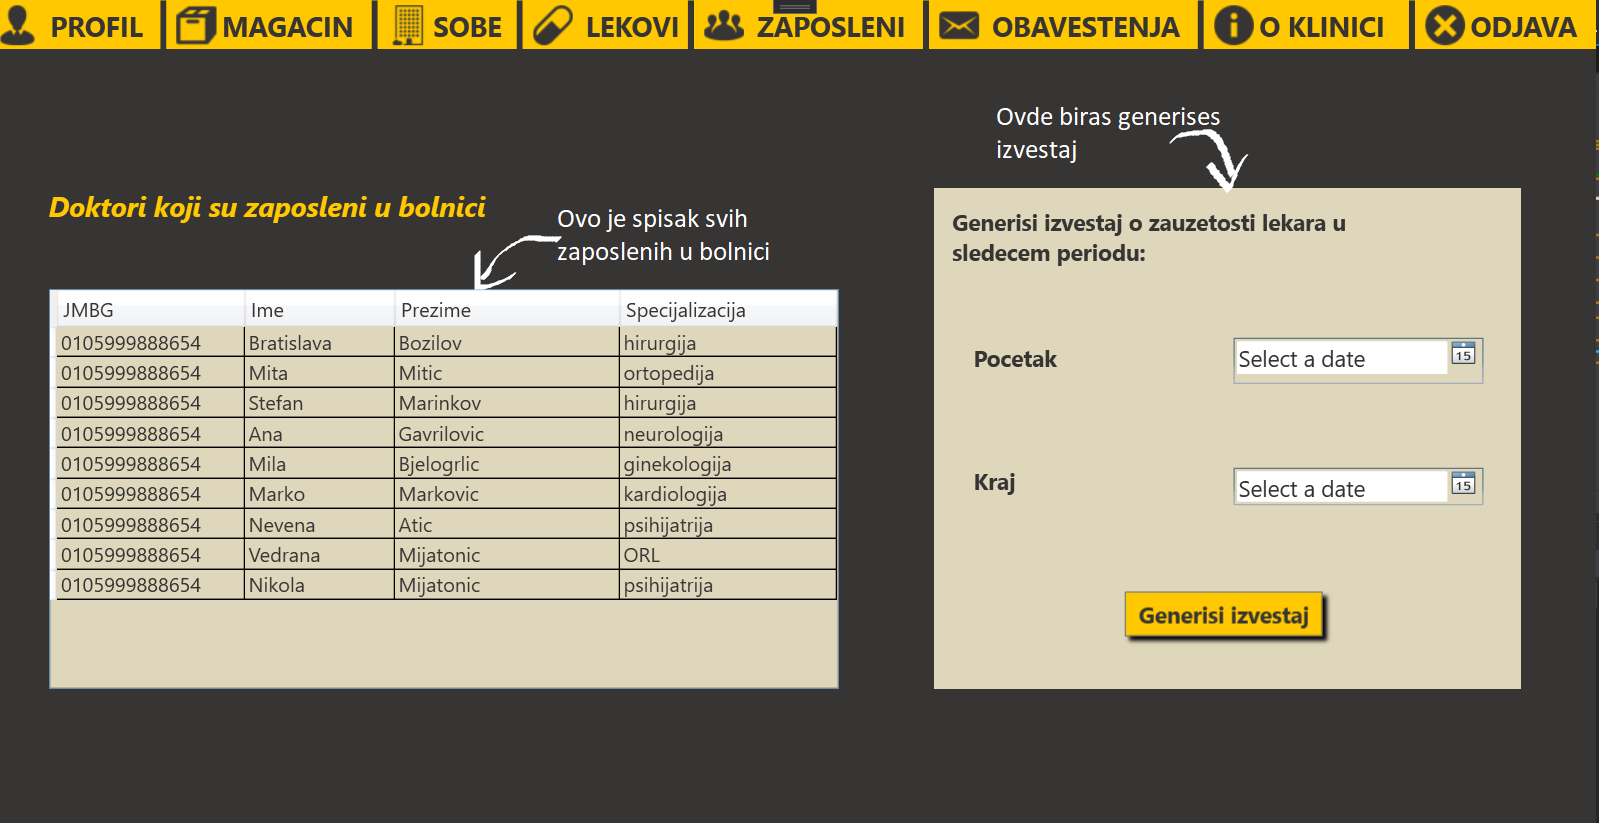 PROFIL MAGACIN SOBE LEKOVI ZAPOSLENI OBAVESTENJA O KLINICI ODJAVA
Ovde biras generises
izvestaj
Doktori koji su zaposleni u bolnici
Ovo je spisak svih
zaposlenih u bolnici
JMBG Ime Prezime Specijalizacija
0105999888654 Bratislava Bozilov hirurgija
0105999888654 Mita Mitic ortopedija
0105999888654 Stefan Marinkov hirurgija
0105999888654 Ana Gavrilovic neurologija
0105999888654 Mila Bjelogrlic ginekologija
0105999888654 Marko Markovic kardiologija
0105999888654 Nevena Atic psihijatrija
0105999888654 Vedrana Mijatonic ORL
0105999888654 Nikola Mijatonic psihijatrija
Generisi izvestaj o zauzetosti lekara u
sledecem periodu:
Pocetak Select a date 15
Kraj Select a date 15
Generisi izvestaj